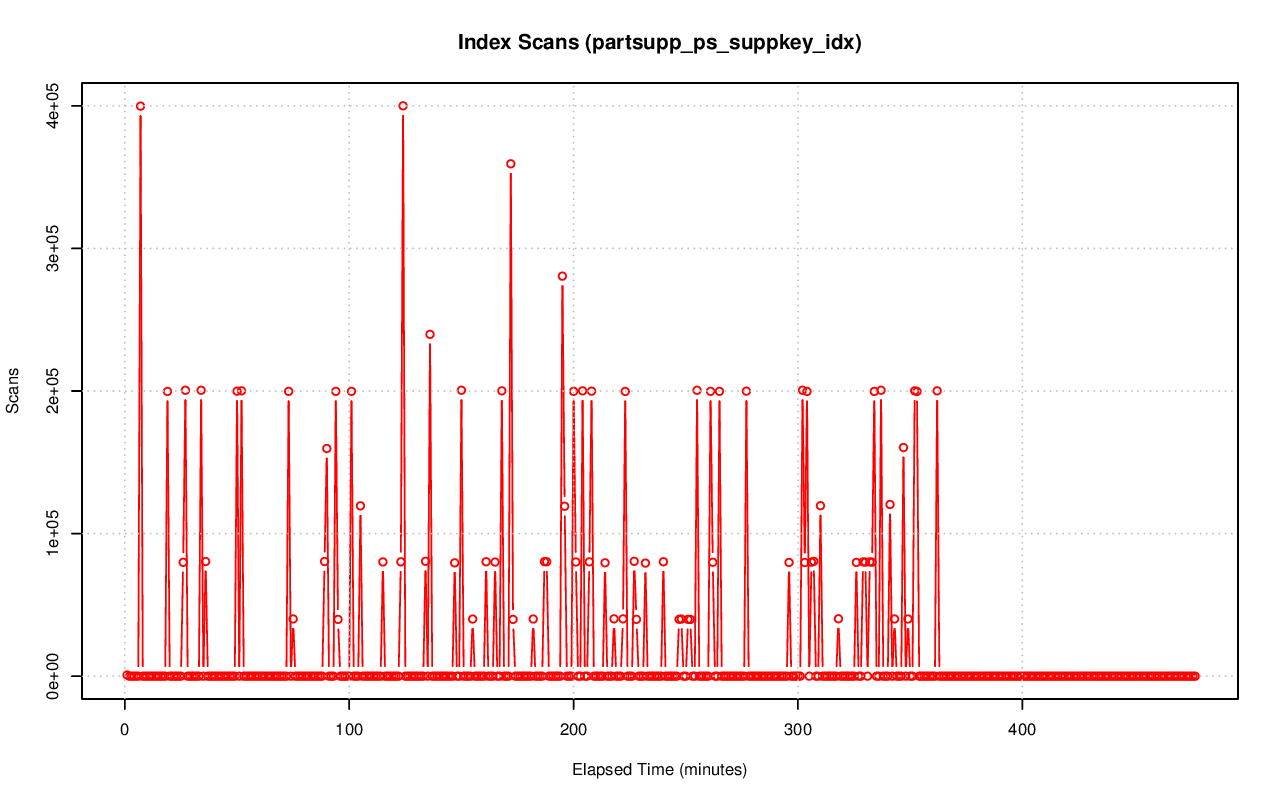 Index Scans (partsupp_ps_suppkey_idx)
Scans
4e+05
3e+05
2e+05
1e+05
0e+00
0 100 200 300 400
Elapsed Time (minutes)